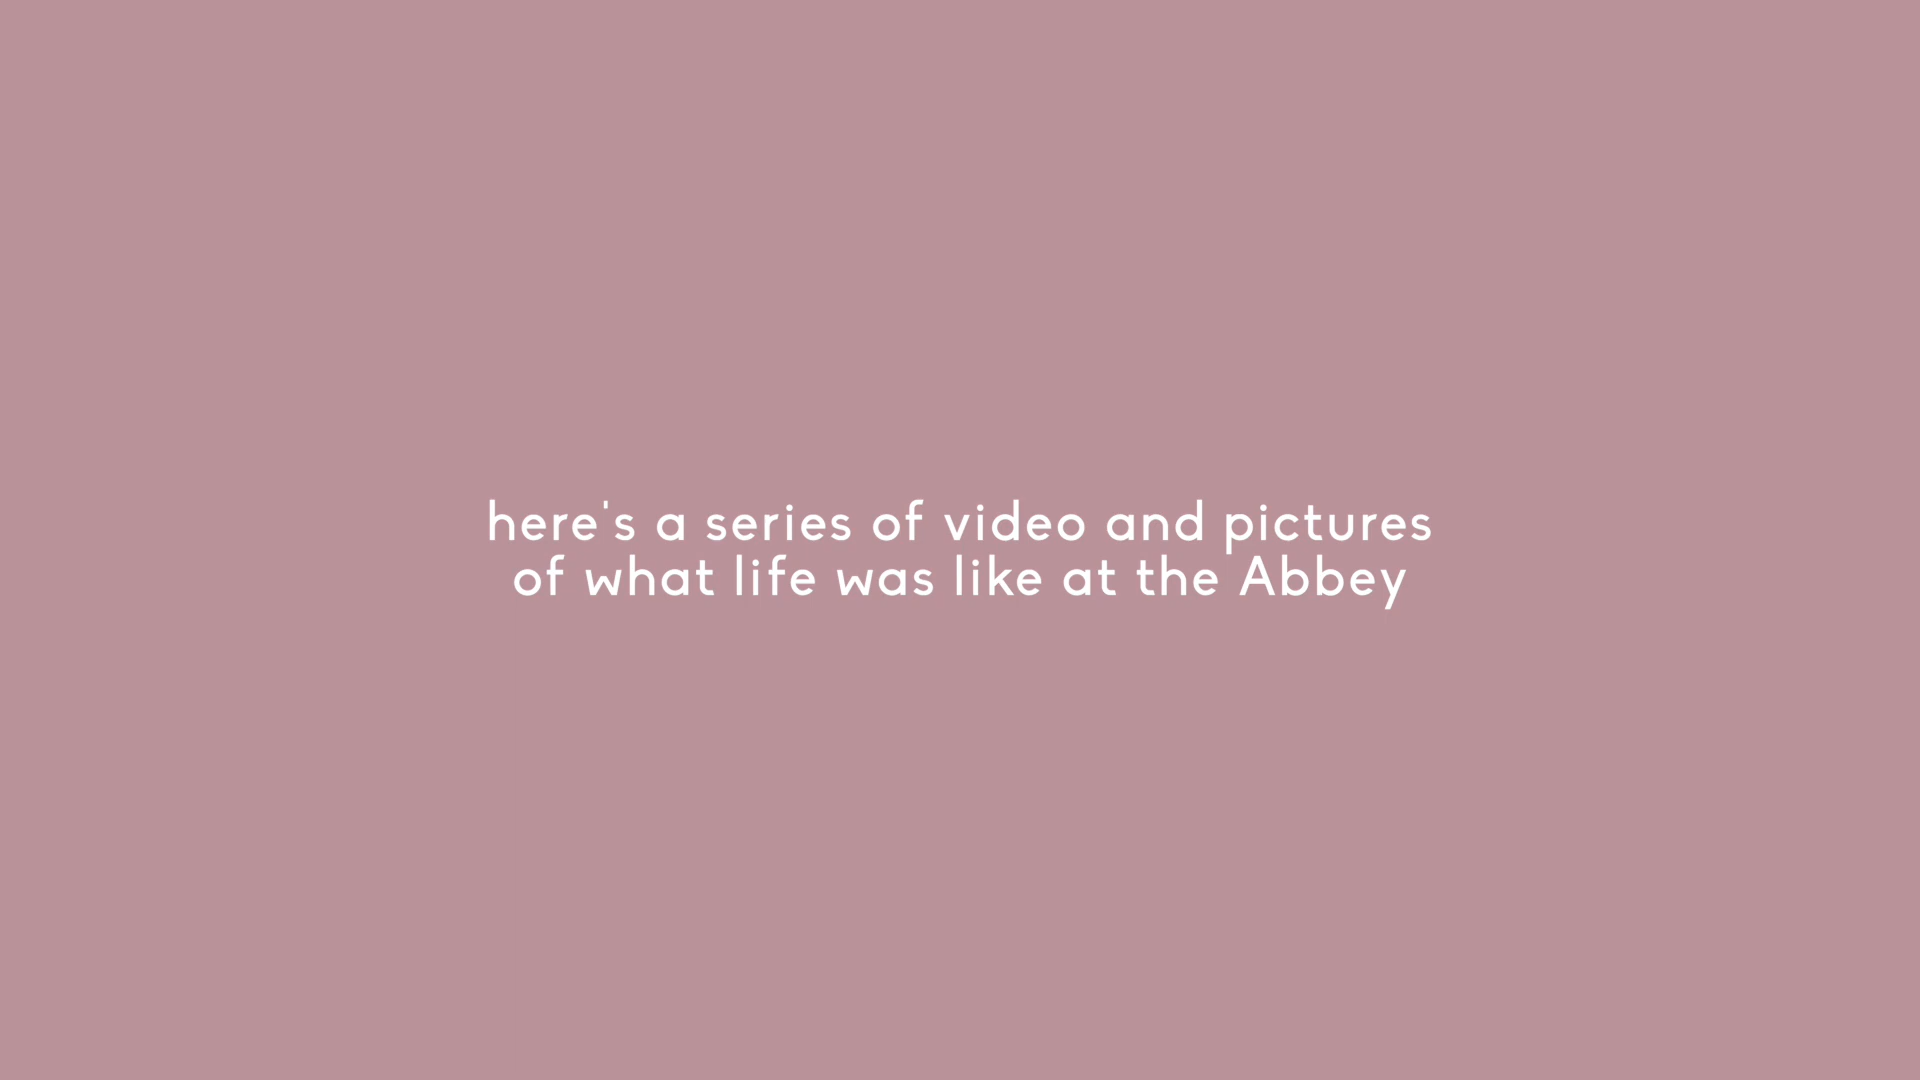 here's a series of video and pictures
of what life was like at the Abbey